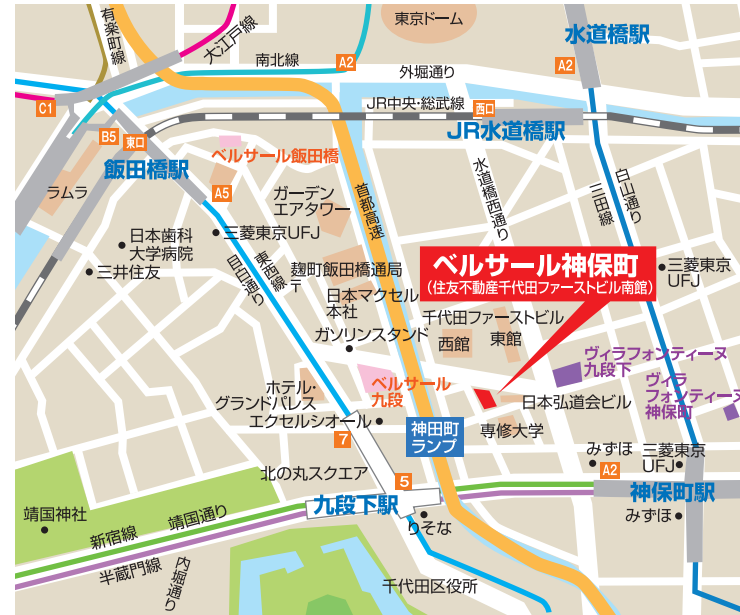 東京ドーム
有楽町線
大江戸線
水道橋駅
南北線
A2
外堀通り
A2
C1
JR中央・総武線
西口
JR水道橋駅
B5
東口
飯田橋駅
ベルサール飯田橋
A5
ラムラ
ガーデン
エアタワー
首都高速
水道橋西通り
白山通り
三田線
日本歯科
大学病院
三菱東京UFJ
三井住友
東西線
目白通り
麹町飯田橋通局
〒
日本マクセル
本社
ベルサール神保町
(住友不動産千代田ファーストビル南館)
三菱東京
UFJ
千代田ファーストビル
西館
東館
ガソリンスタンド
ヴィラフォンティーヌ
九段下
ヴィラ
フォンティーヌ
神保町
ベルサール
九段
ホテル・
グランドパレス
エクセルシオール
日本弘道会ビル
神田町
ランプ
専修大学
7
みずほ
三菱東京
UFJ
A2
北の丸スクエア
5
九段下駅
神保町駅
みずほ
りそな
靖国神社
新宿線
靖国通り
半蔵門線
内堀通り
千代田区役所